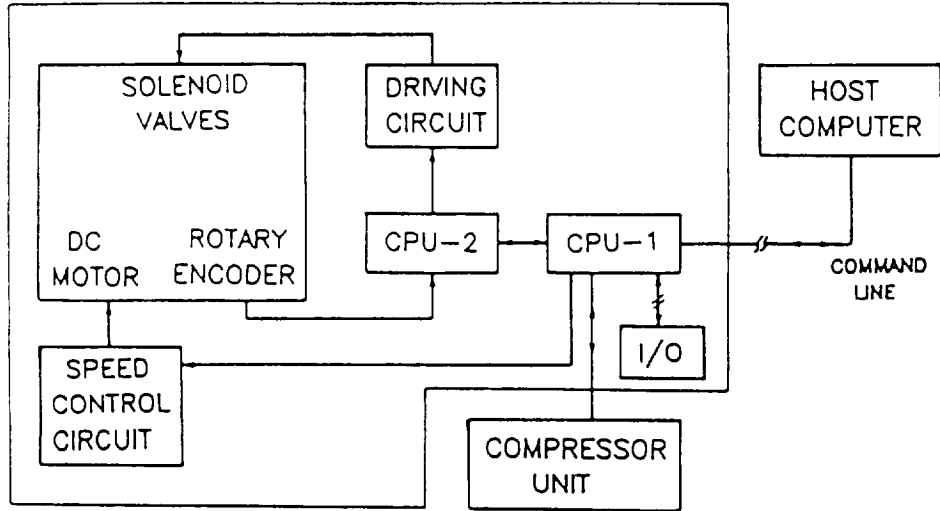 SOLENOID
VALVES
DRIVING
CIRCUIT
HOST
COMPUTER
DC
MOTOR
ROTARY
ENCODER
CPU-2
CPU-1
COMMAND
LINE
SPEED
CONTROL
CIRCUIT
I/O
COMPRESSOR
UNIT